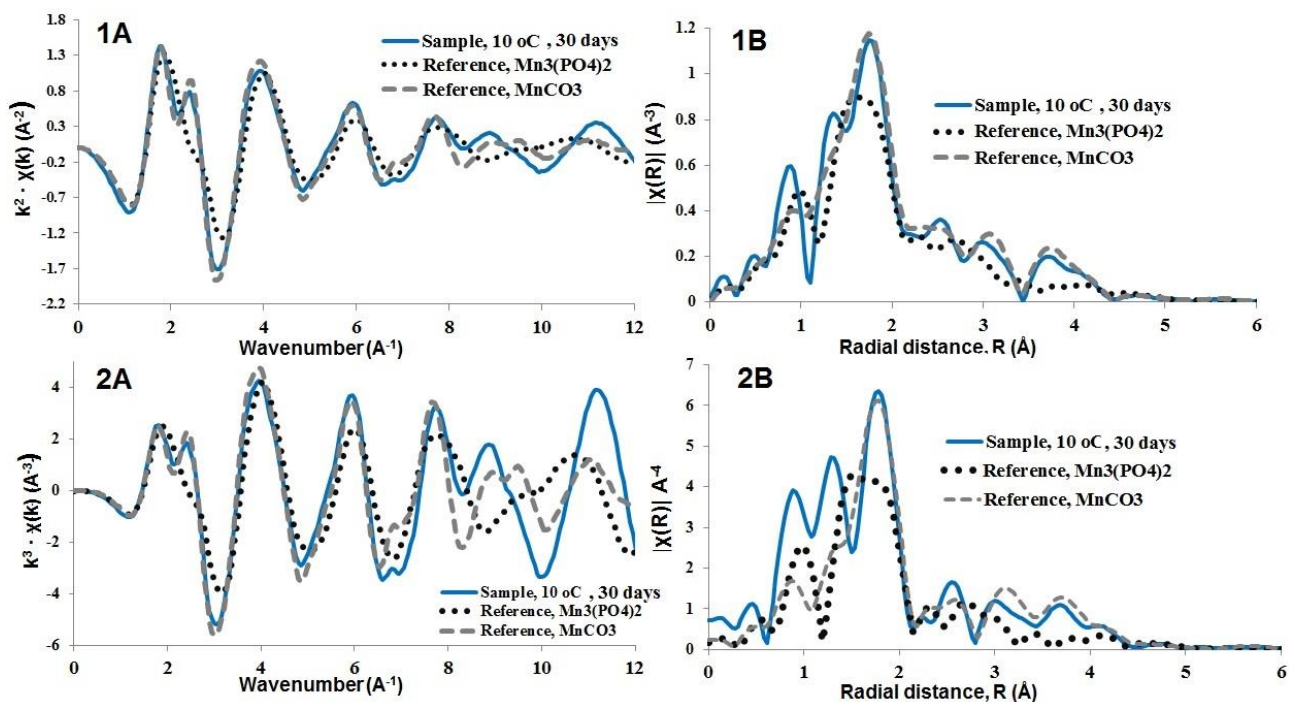 1A
Sample, 10 oC , 30 days
Reference, Mn3(PO4)2
Reference, MnCO3
k² · χ(k) (A⁻²)
1.8
1.3
0.8
0.3
-0.2
-0.7
-1.2
-1.7
-2.2
0 2 4 6 8 10 12
Wavenumber (A⁻¹)
1B
Sample, 10 oC , 30 days
Reference, Mn3(PO4)2
Reference, MnCO3
|χ(R)| (A⁻³)
1.2
1
0.8
0.6
0.4
0.2
0
0 1 2 3 4 5 6
Radial distance, R (Å)
2A
Sample, 10 oC , 30 days
Reference, Mn3(PO4)2
Reference, MnCO3
k³ · χ(k) (A⁻³)
4
2
0
-2
-4
-6
0 2 4 6 8 10 12
Wavenumber (A⁻¹)
2B
Sample, 10 oC , 30 days
Reference, Mn3(PO4)2
Reference, MnCO3
|χ(R)| A⁻⁴
7
6
5
4
3
2
1
0
0 1 2 3 4 5 6
Radial distance, R (Å)